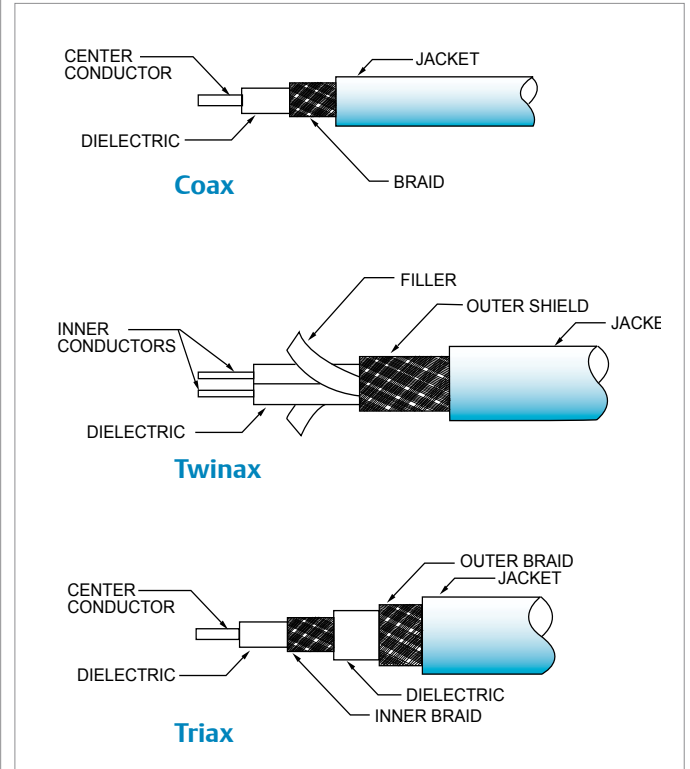 CENTER
CONDUCTOR
JACKET
DIELECTRIC
BRAID
Coax
FILLER
OUTER SHIELD
JACKE
INNER
CONDUCTORS
DIELECTRIC
Twinax
OUTER BRAID
JACKET
CENTER
CONDUCTOR
DIELECTRIC
DIELECTRIC
INNER BRAID
Triax